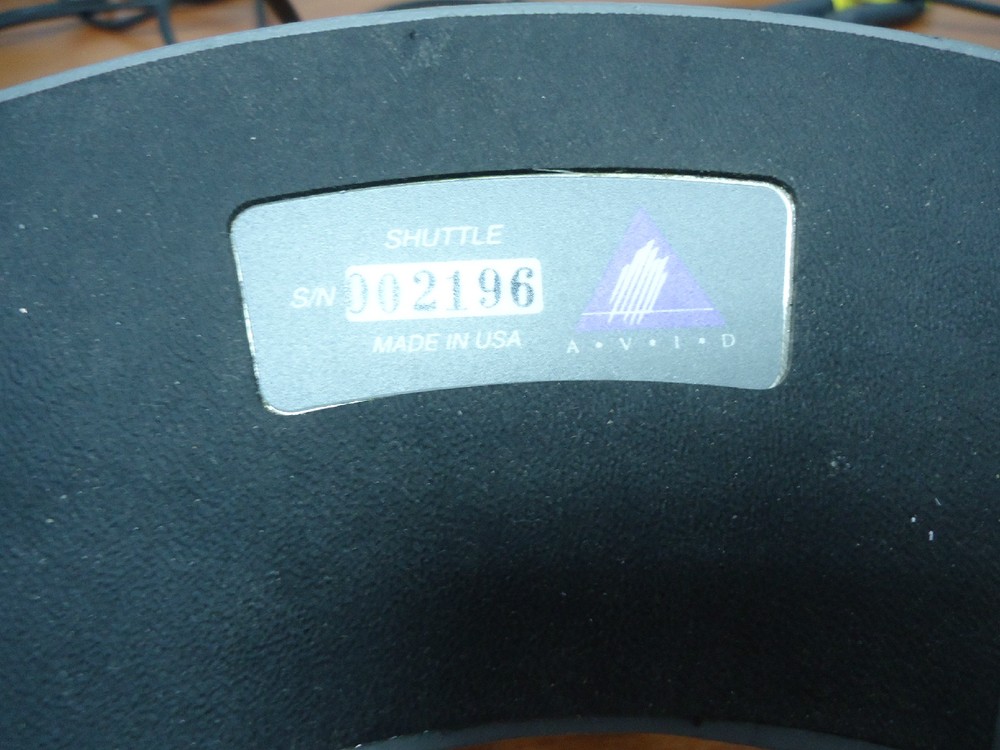 SHUTTLE
S/N 002196
MADE IN USA
A • V • I • D